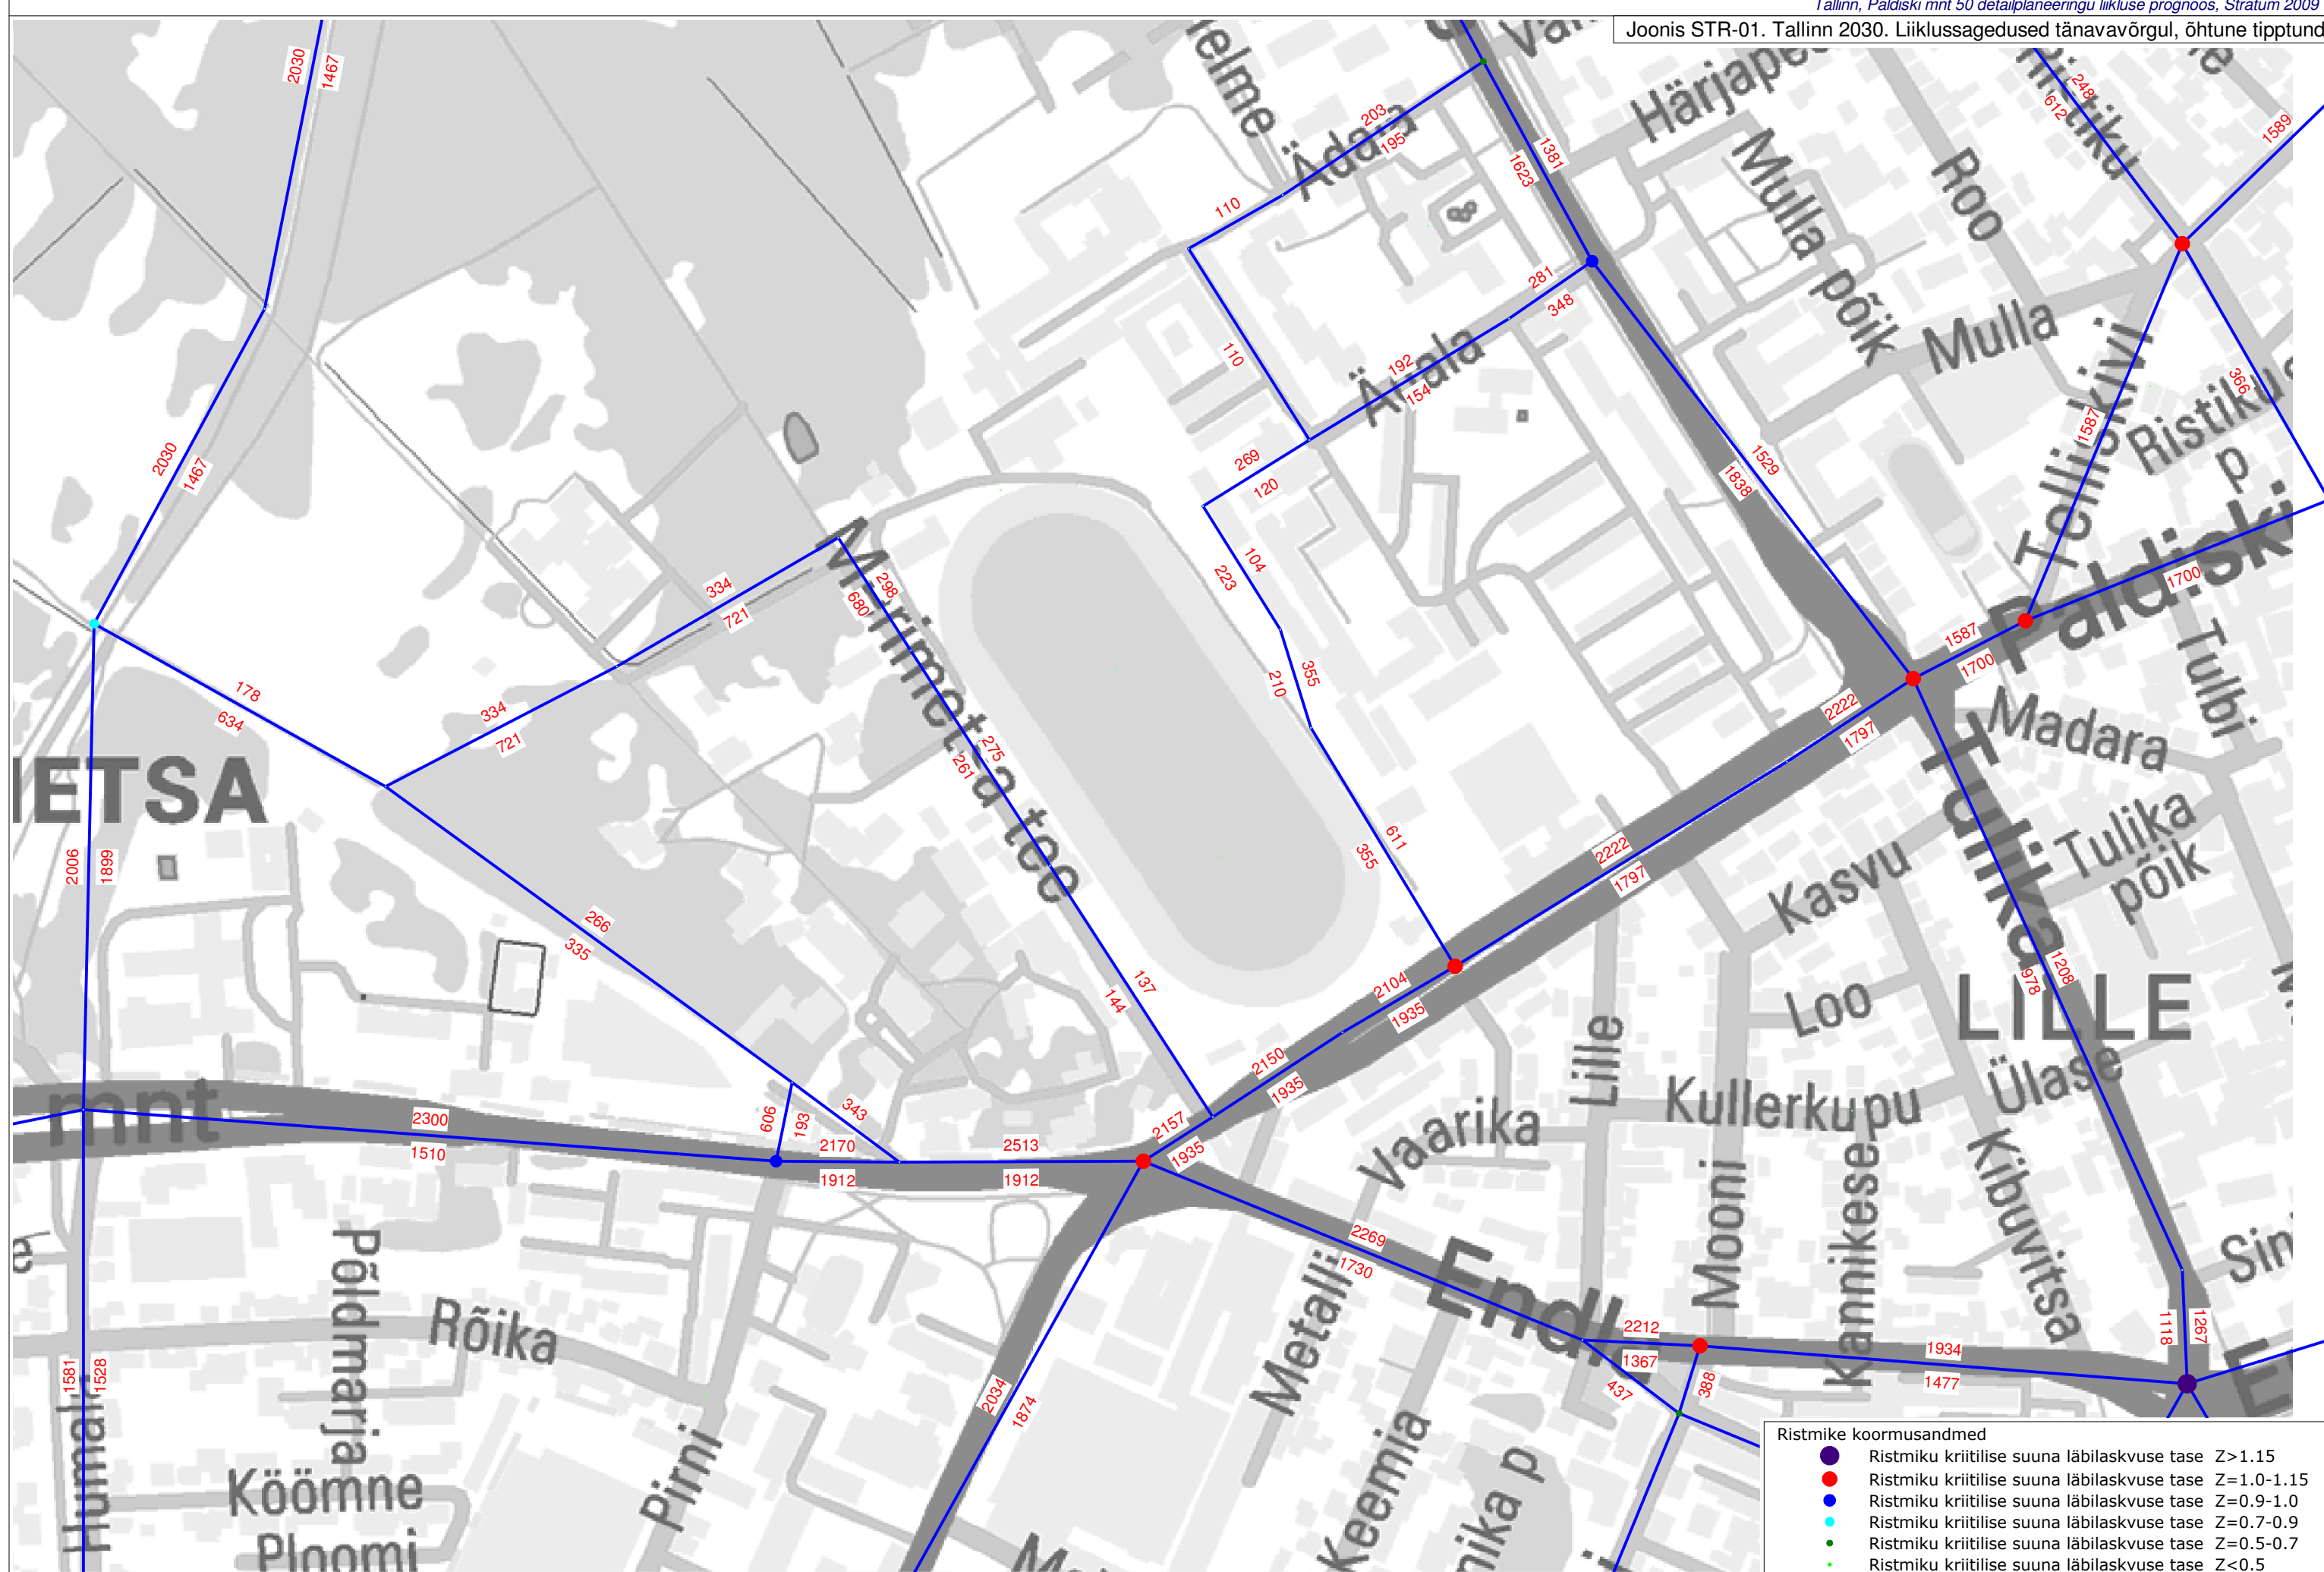 Tallinn, Paldiski mnt 50 detailplaneeringu liikluse prognoos, Stratum 2009
Joonis STR-01. Tallinn 2030. Liiklussagedused tänavavõrgul, õhtune tipptund
2030
1467
203
195
110
Ädala
1381
1623
Härjape
Mulla põik
Roo
248
612
1589
281
348
110
192
154
Änala
Mulla
Telliskivi
1587
Ristiku
p
366
2030
1467
269
120
1529
1838
Paldiski
1700
104
223
334
721
298
680
Merimetsa tee
178
634
334
721
355
210
1587
1700
2222
1797
Madara
Tulbi
METSA
275
261
2006
1899
611
355
2222
1797
Kasvu
Tulika
Tulika
põik
266
335
2104
1935
1208
978
137
144
Loo
LILLE
mnt
2300
1510
606
193
343
2170
1912
2513
1912
2157
1935
2150
1935
Lille
Vaarika
Kullerkupu
Ülase
Põldmarja
Rõika
2269
1730
Metalli
Endl
Mooni
Kannikese
Kibuvitsa
Sin
1118
1267
1581
1528
2034
1874
2212
1367
437
388
1934
1477
Humala
Köömne
Ploomi
Pirni
Keemia
nika p
Ristmike koormusandmed
Ristmiku kriitilise suuna läbilaskvuse tase Z>1.15
Ristmiku kriitilise suuna läbilaskvuse tase Z=1.0-1.15
Ristmiku kriitilise suuna läbilaskvuse tase Z=0.9-1.0
Ristmiku kriitilise suuna läbilaskvuse tase Z=0.7-0.9
Ristmiku kriitilise suuna läbilaskvuse tase Z=0.5-0.7
Ristmiku kriitilise suuna läbilaskvuse tase Z<0.5